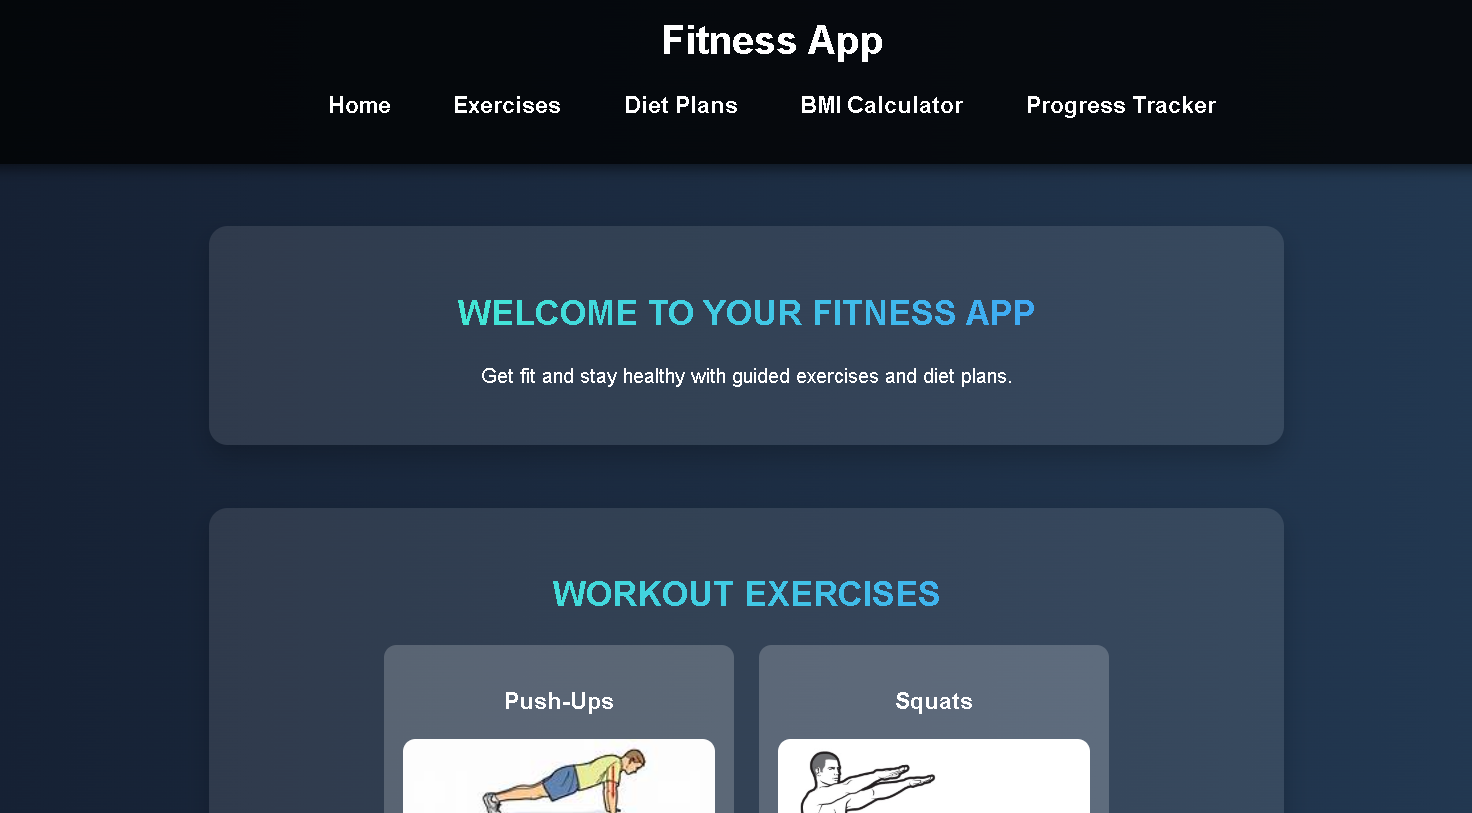 Fitness App
Home Exercises Diet Plans BMI Calculator Progress Tracker
WELCOME TO YOUR FITNESS APP
Get fit and stay healthy with guided exercises and diet plans.
WORKOUT EXERCISES
Push-Ups Squats